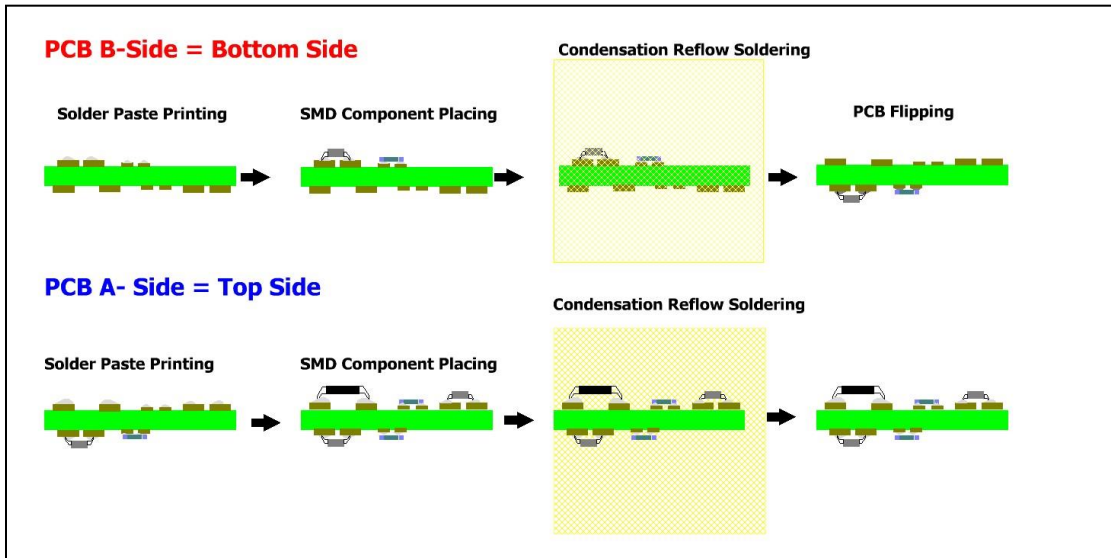 PCB B-Side = Bottom Side
Condensation Reflow Soldering
Solder Paste Printing
SMD Component Placing
PCB Flipping
PCB A- Side = Top Side
Condensation Reflow Soldering
Solder Paste Printing
SMD Component Placing